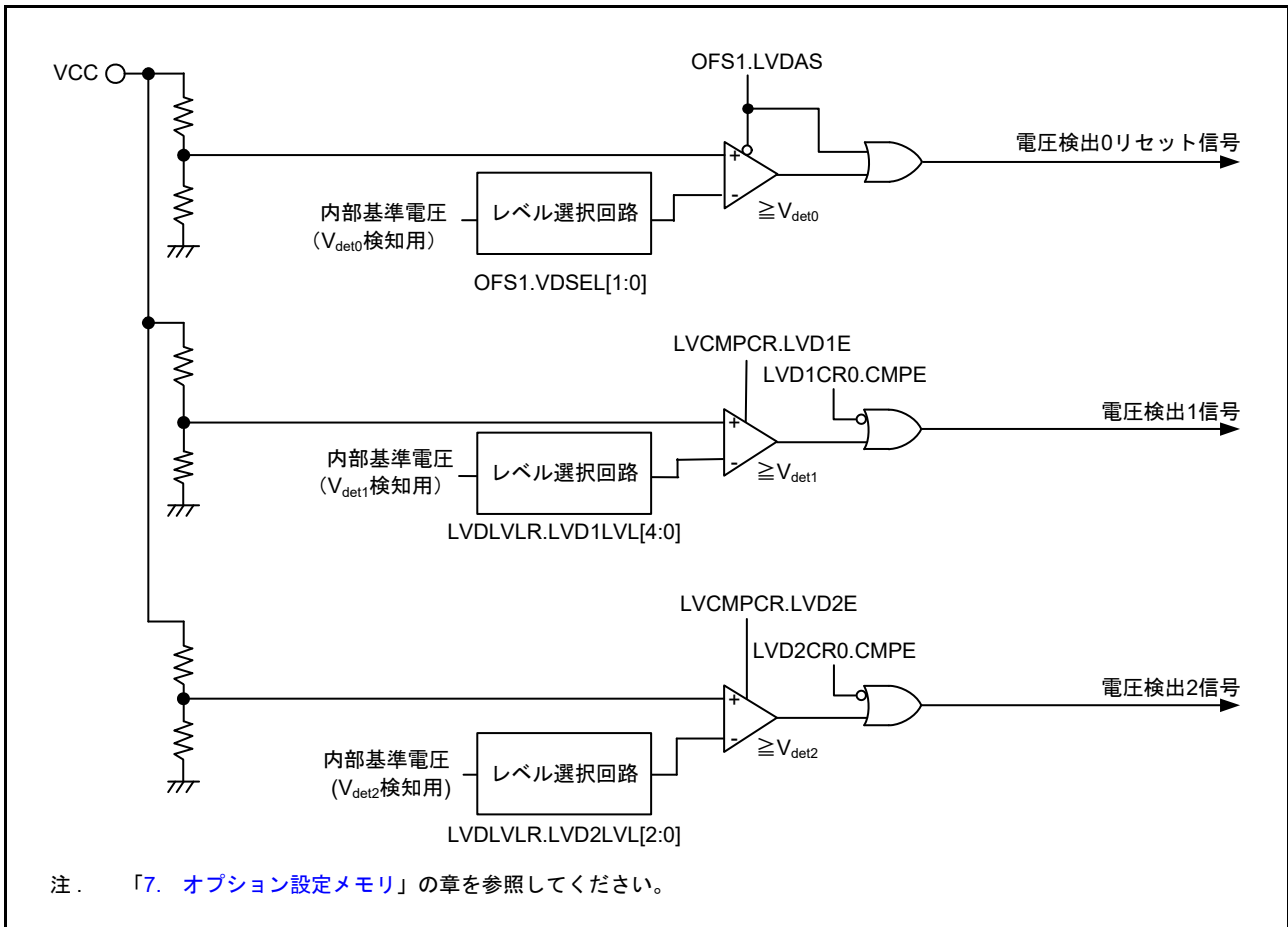 VCC
OFS1.LVDAS
電圧検出0リセット信号
+
-
内部基準電圧
（Vdet0検知用）
レベル選択回路
≧Vdet0
OFS1.VDSEL[1:0]
LVCMPCR.LVD1E
LVD1CR0.CMPE
電圧検出1信号
+
-
内部基準電圧
（Vdet1検知用）
レベル選択回路
≧Vdet1
LVDLVLR.LVD1LVL[4:0]
LVCMPCR.LVD2E
LVD2CR0.CMPE
電圧検出2信号
+
-
内部基準電圧
(Vdet2検知用)
レベル選択回路
≧Vdet2
LVDLVLR.LVD2LVL[2:0]
注． 「7. オプション設定メモリ」の章を参照してください。